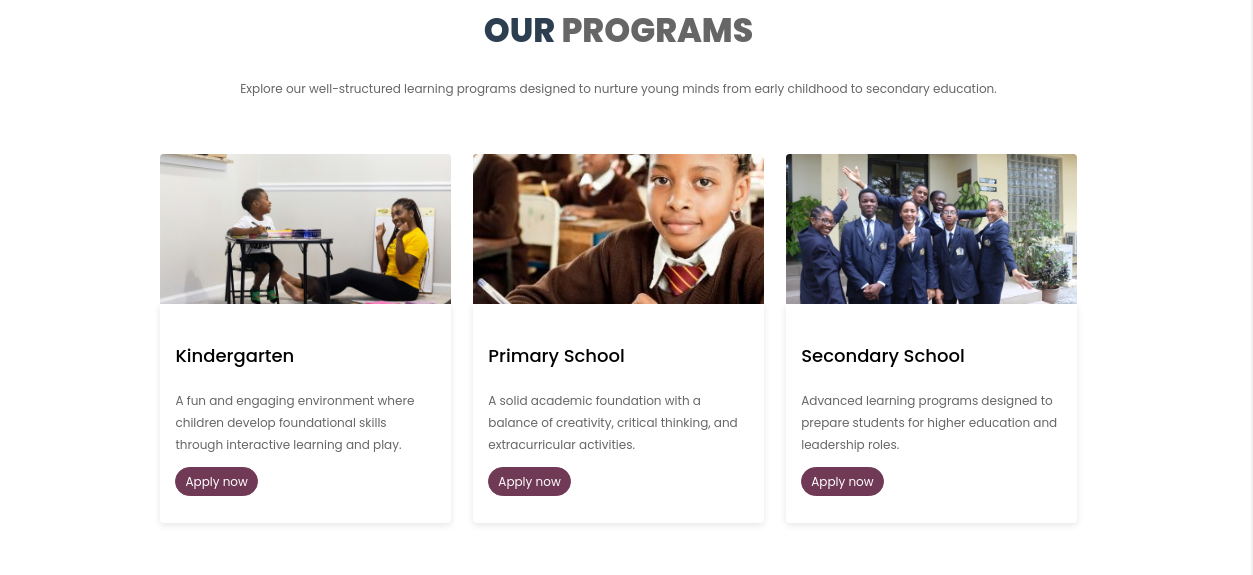 OUR PROGRAMS
Explore our well-structured learning programs designed to nurture young minds from early childhood to secondary education.
Kindergarten
A fun and engaging environment where
children develop foundational skills
through interactive learning and play.
Apply now
Primary School
A solid academic foundation with a
balance of creativity, critical thinking, and
extracurricular activities.
Apply now
Secondary School
Advanced learning programs designed to
prepare students for higher education and
leadership roles.
Apply now